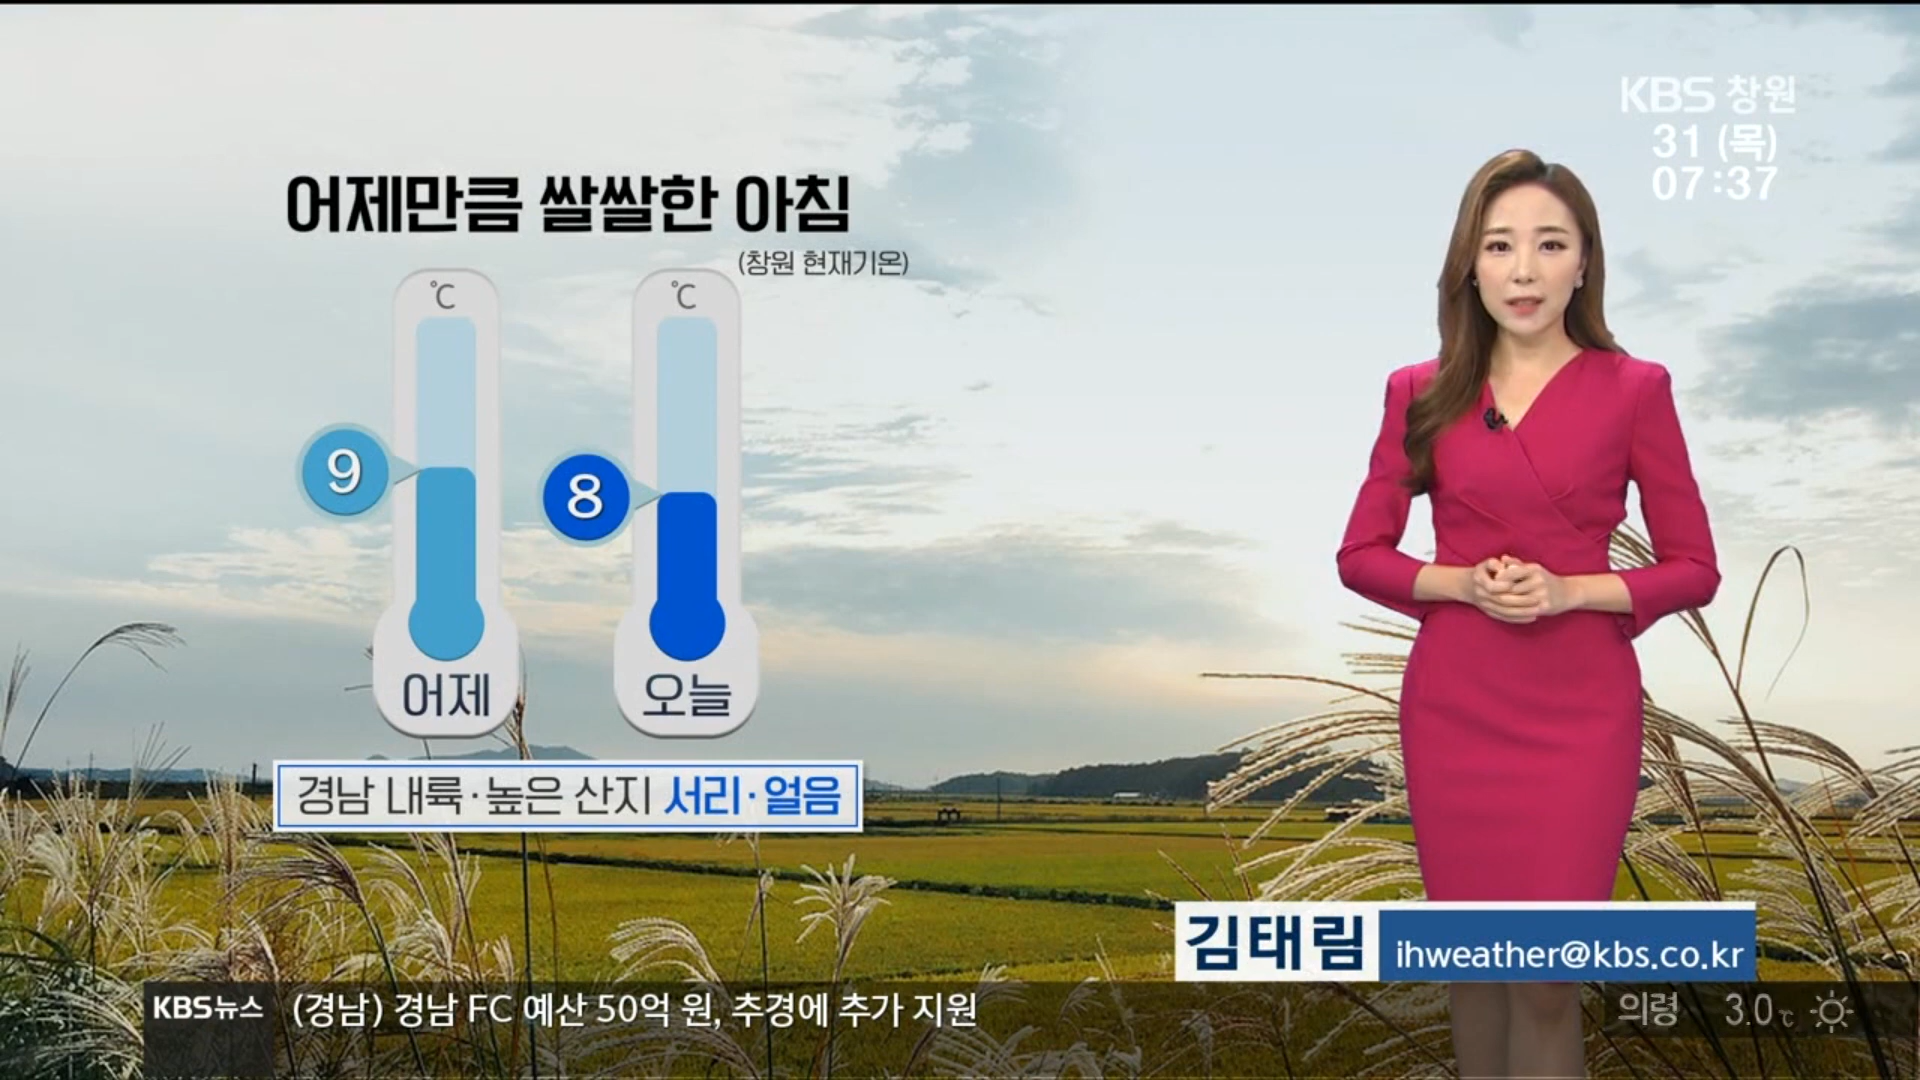 KBS 창원
31 (목)
07:37
어제만큼 쌀쌀한 아침
(창원 현재기온)
℃
℃
9
8
어제
오늘
경남 내륙·높은 산지 서리·얼음
김태림
ihweather@kbs.co.kr
KBS뉴스 (경남) 경남 FC 예산 50억 원, 추경에 추가 지원
의령 3.0℃